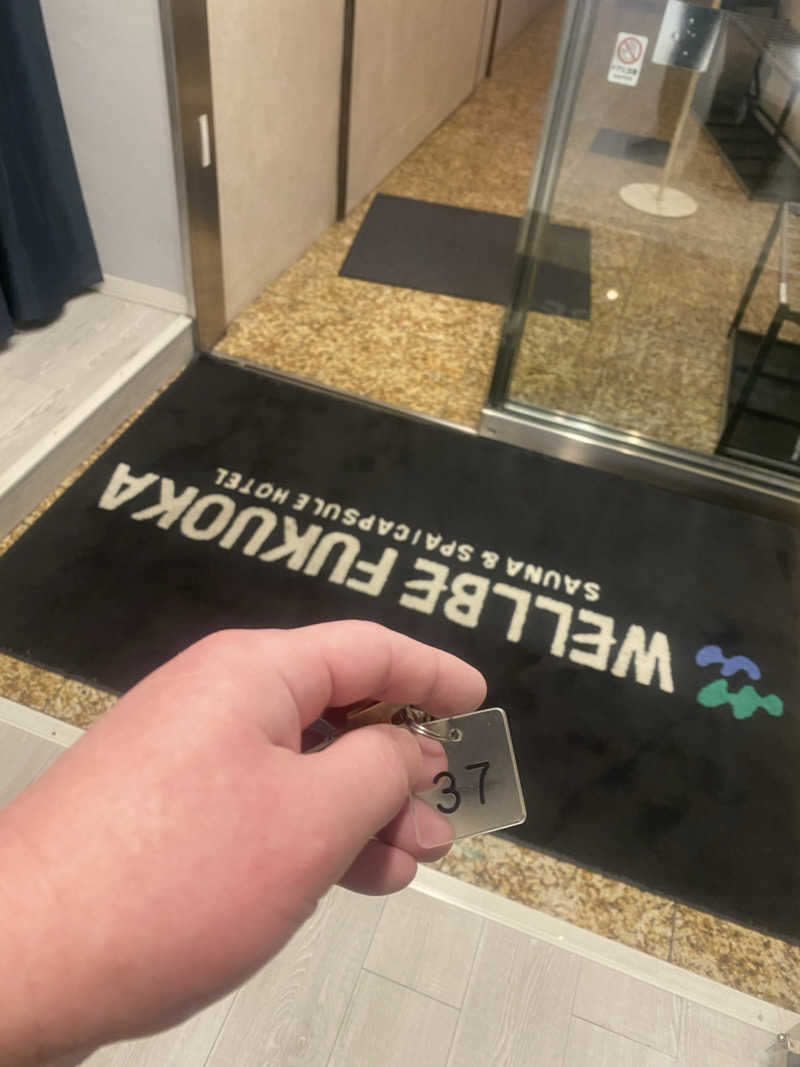 WELLBE FUKUOKA
SAUNA & SPA | CAPSULE HOTEL
37